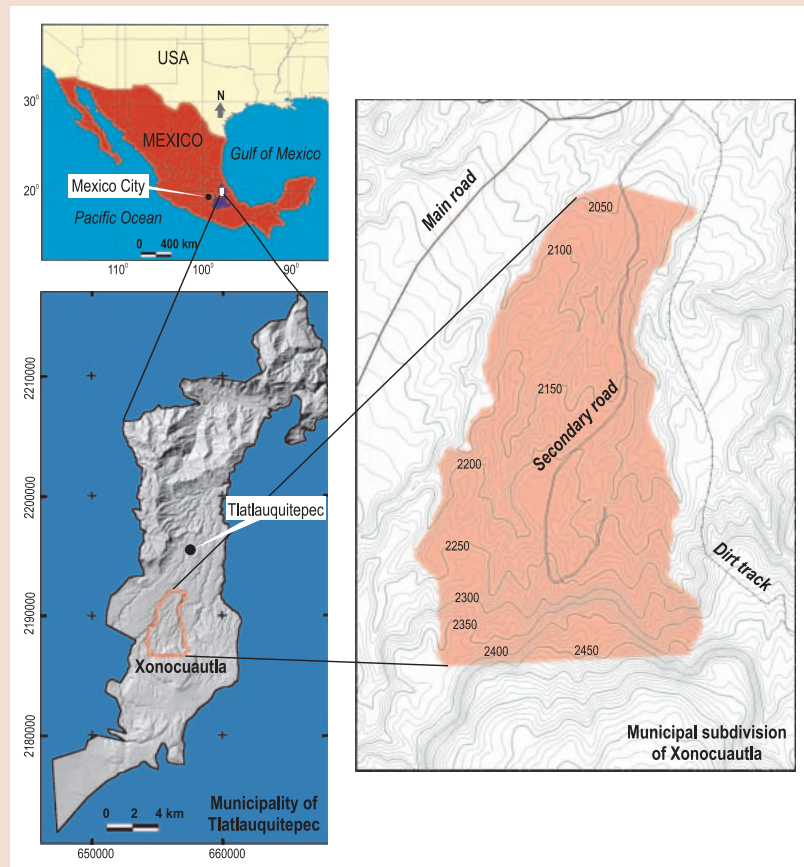 USA
N
30°
MEXICO
Gulf of Mexico
Mexico City
20°
Pacific Ocean
0 400 km
110° 100° 90°
2210000
2200000
Tlatlauquitepec
2190000
Xonocuautla
2180000
0 2 4 km
Municipality of
Tlatlauquitepec
650000 660000
Main road
2050
2100
2150
Secondary road
2200
2250
Dirt track
2300
2350
2400 2450
Municipal subdivision
of Xonocuautla